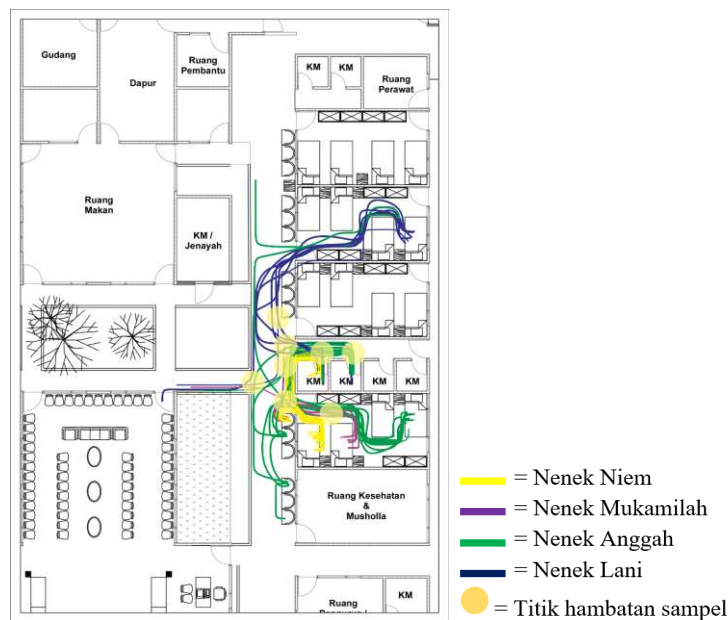 Gudang
Dapur
Ruang
Pembantu
KM
KM
Ruang
Perawat
Ruang
Makan
KM /
Jenayah
KM
KM
KM
KM
Ruang Kesehatan
&
Musholla
Ruang
KM
= Nenek Niem
= Nenek Mukamilah
= Nenek Anggah
= Nenek Lani
= Titik hambatan sampel